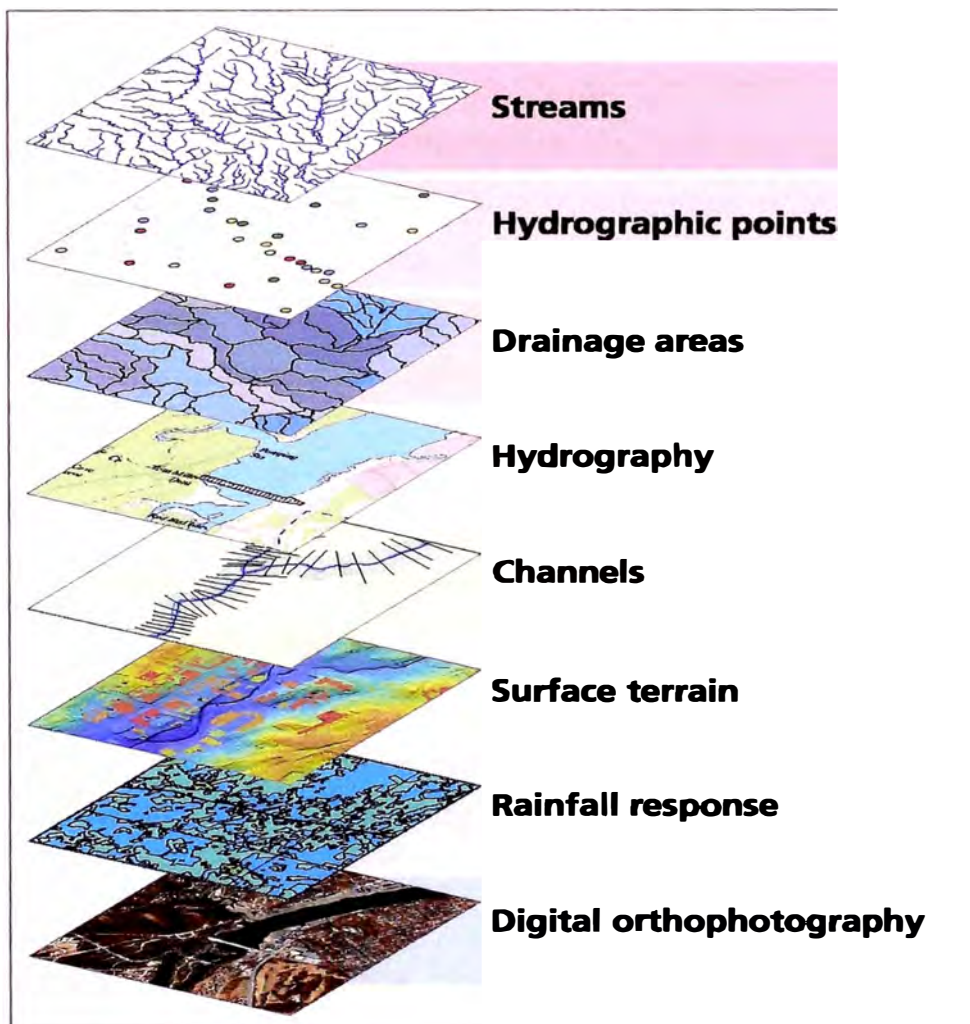 Streams
Hydrographic points
Drainage areas
Hydrography
Channels
Surface terrain
Rainfall response
Digital orthophotography